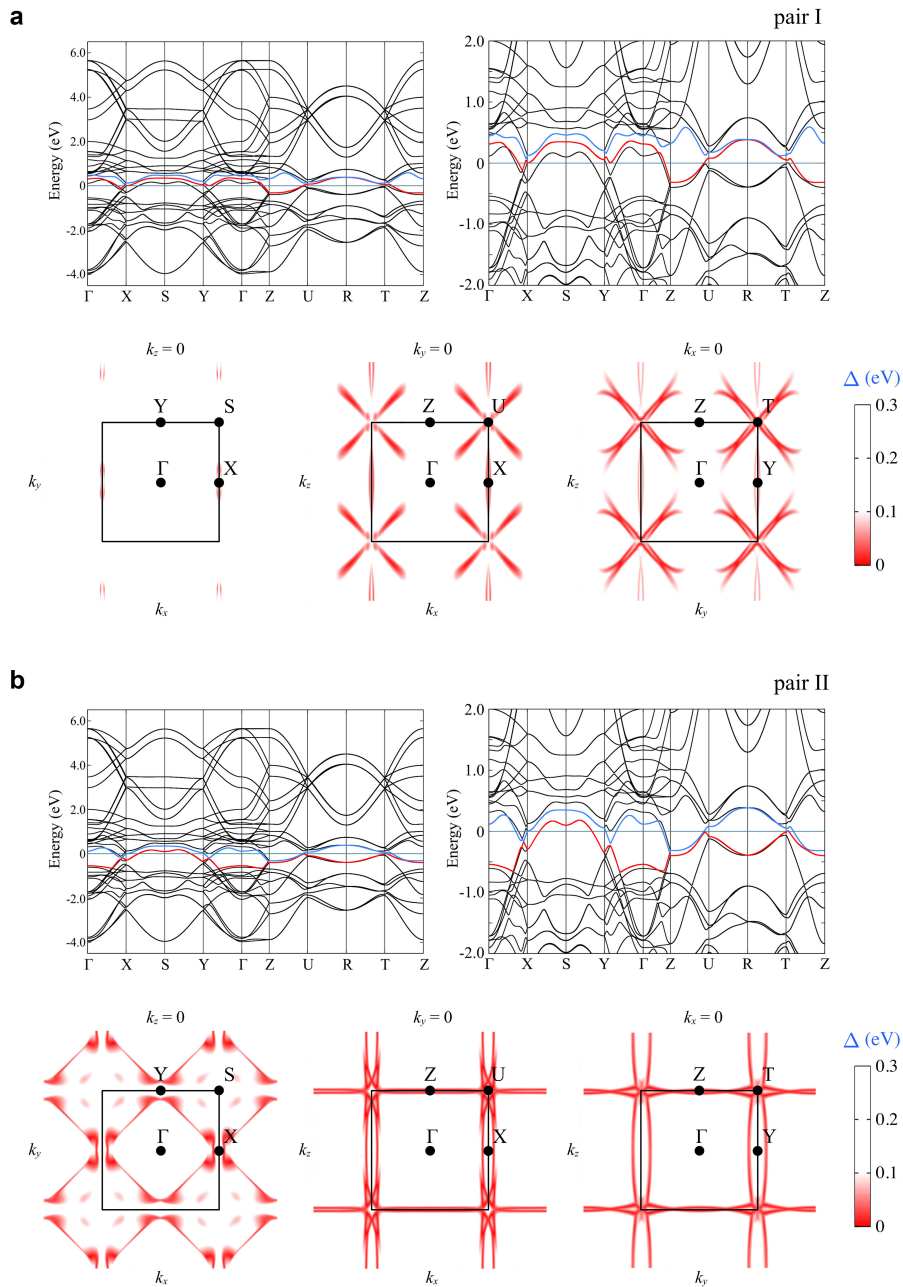 a
pair I
6.5
4.0
2.0
0
-2.0
-4.0
Energy (eV)
Γ X S Y Γ Z U R T Z
2.0
1.0
0
-1.0
-2.0
Energy (eV)
Γ X S Y Γ Z U R T Z
kz = 0
ky = 0
kx = 0
Δ (eV)
0.3
0.2
0.1
0
Y S
Γ X
ky
kx
Z U
Γ X
kz
kx
Z T
Γ Y
kz
ky
b
pair II
6.5
4.0
2.0
0
-2.0
-4.0
Energy (eV)
Γ X S Y Γ Z U R T Z
2.0
1.0
0
-1.0
-2.0
Energy (eV)
Γ X S Y Γ Z U R T Z
kz = 0
ky = 0
kx = 0
Δ (eV)
0.3
0.2
0.1
0
Y S
Γ X
ky
kx
Z U
Γ X
kz
kx
Z T
Γ Y
kz
ky